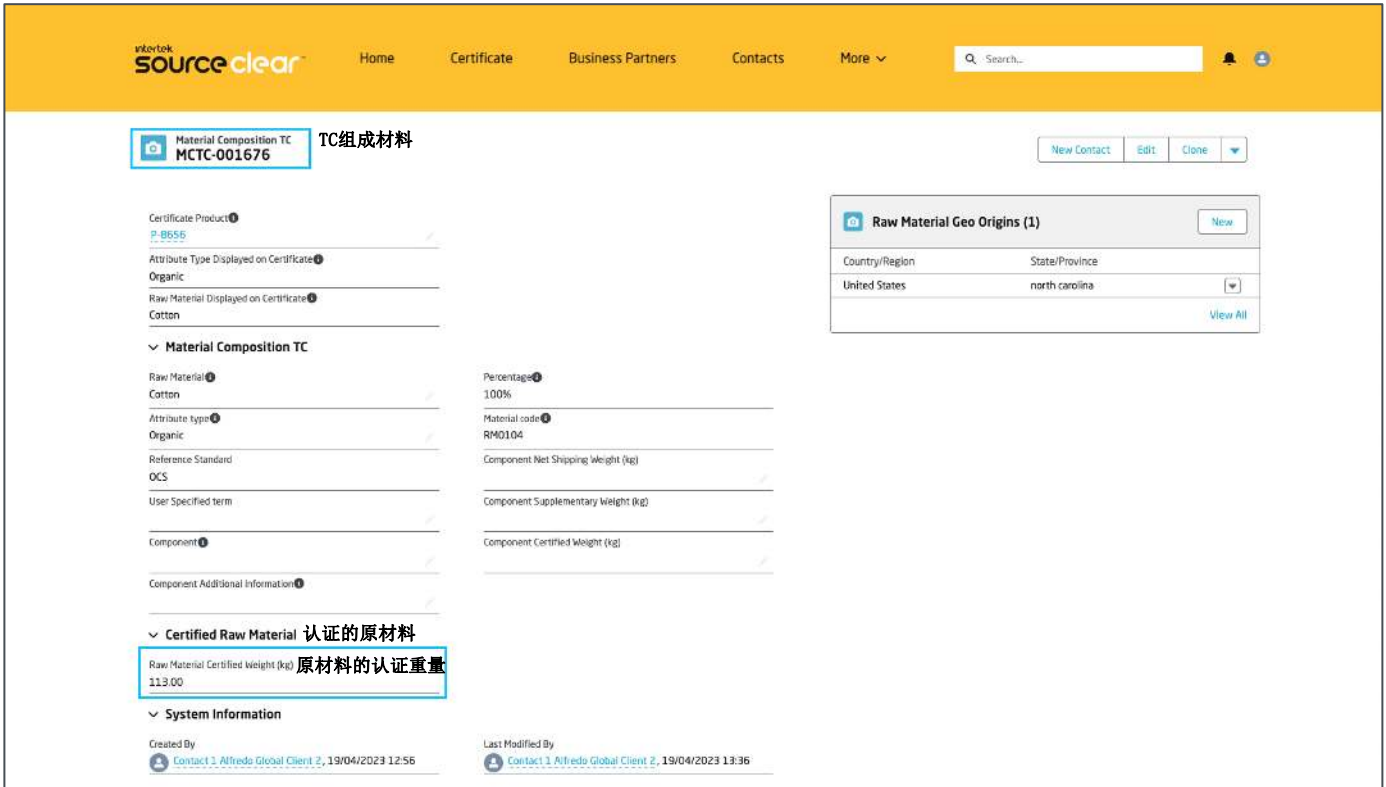 intertek
source clear
Home Certificate Business Partners Contacts More Search...
Material Composition TC
MCTC-001676
TC组成材料
New Contact Edit Clone
Certificate Product
P-8656
Attribute Type Displayed on Certificate
Organic
Raw Material Displayed on Certificate
Cotton
Raw Material Geo Origins (1) New
Country/Region State/Province
United States north carolina
View All
Material Composition TC
Raw Material Percentage
Cotton 100%
Attribute type Material code
Organic RM0104
Reference Standard Component Net Shipping Weight (kg)
OCS
User Specified term Component Supplementary Weight (kg)
Component Component Certified Weight (kg)
Component Additional Information
Certified Raw Material 认证的原材料
Raw Material Certified Weight (kg) 原材料的认证重量
113.00
System Information
Created By Last Modified By
Contact 1 Alfredo Global Client 2, 19/04/2023 12:56 Contact 1 Alfredo Global Client 2, 19/04/2023 13:36